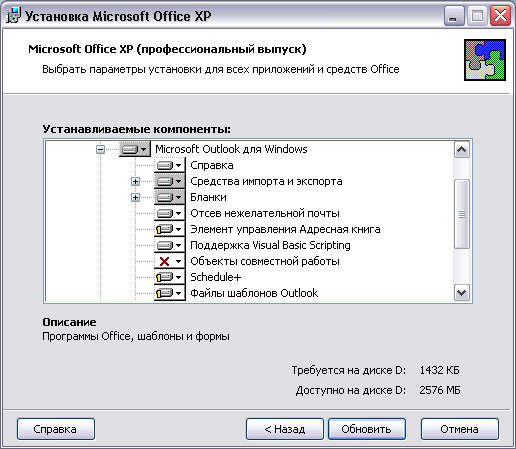 Установка Microsoft Office XP
Microsoft Office XP (профессиональный выпуск)
Выбрать параметры установки для всех приложений и средств Office
Устанавливаемые компоненты:
Microsoft Outlook для Windows
Справка
Средства импорта и экспорта
Бланки
Отсев нежелательной почты
Элемент управления Адресная книга
Поддержка Visual Basic Scripting
Объекты совместной работы
Schedule+
Файлы шаблонов Outlook
Описание
Программы Office, шаблоны и формы
Требуется на диске D: 1432 КБ
Доступно на диске D: 2576 МБ
Справка < Назад Обновить Отмена